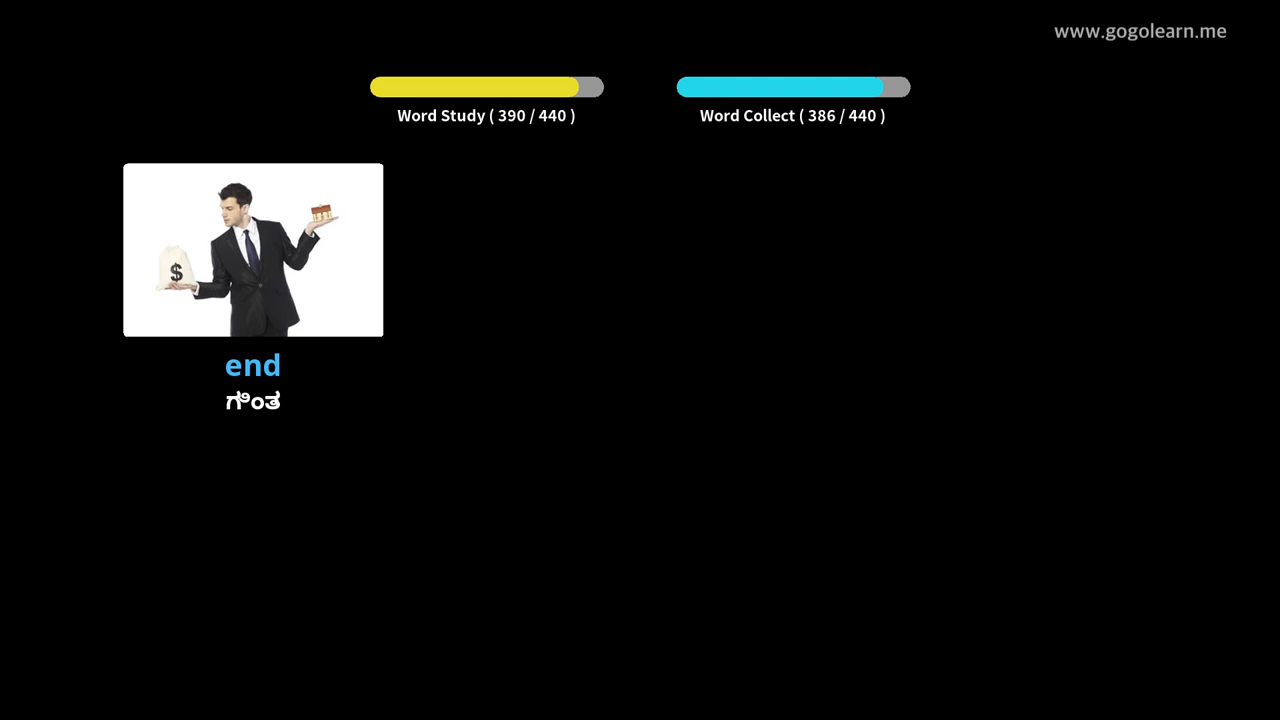 www.gogolearn.me
Word Study ( 390 / 440 )
Word Collect ( 386 / 440 )
$
end
ಗಿಂತ